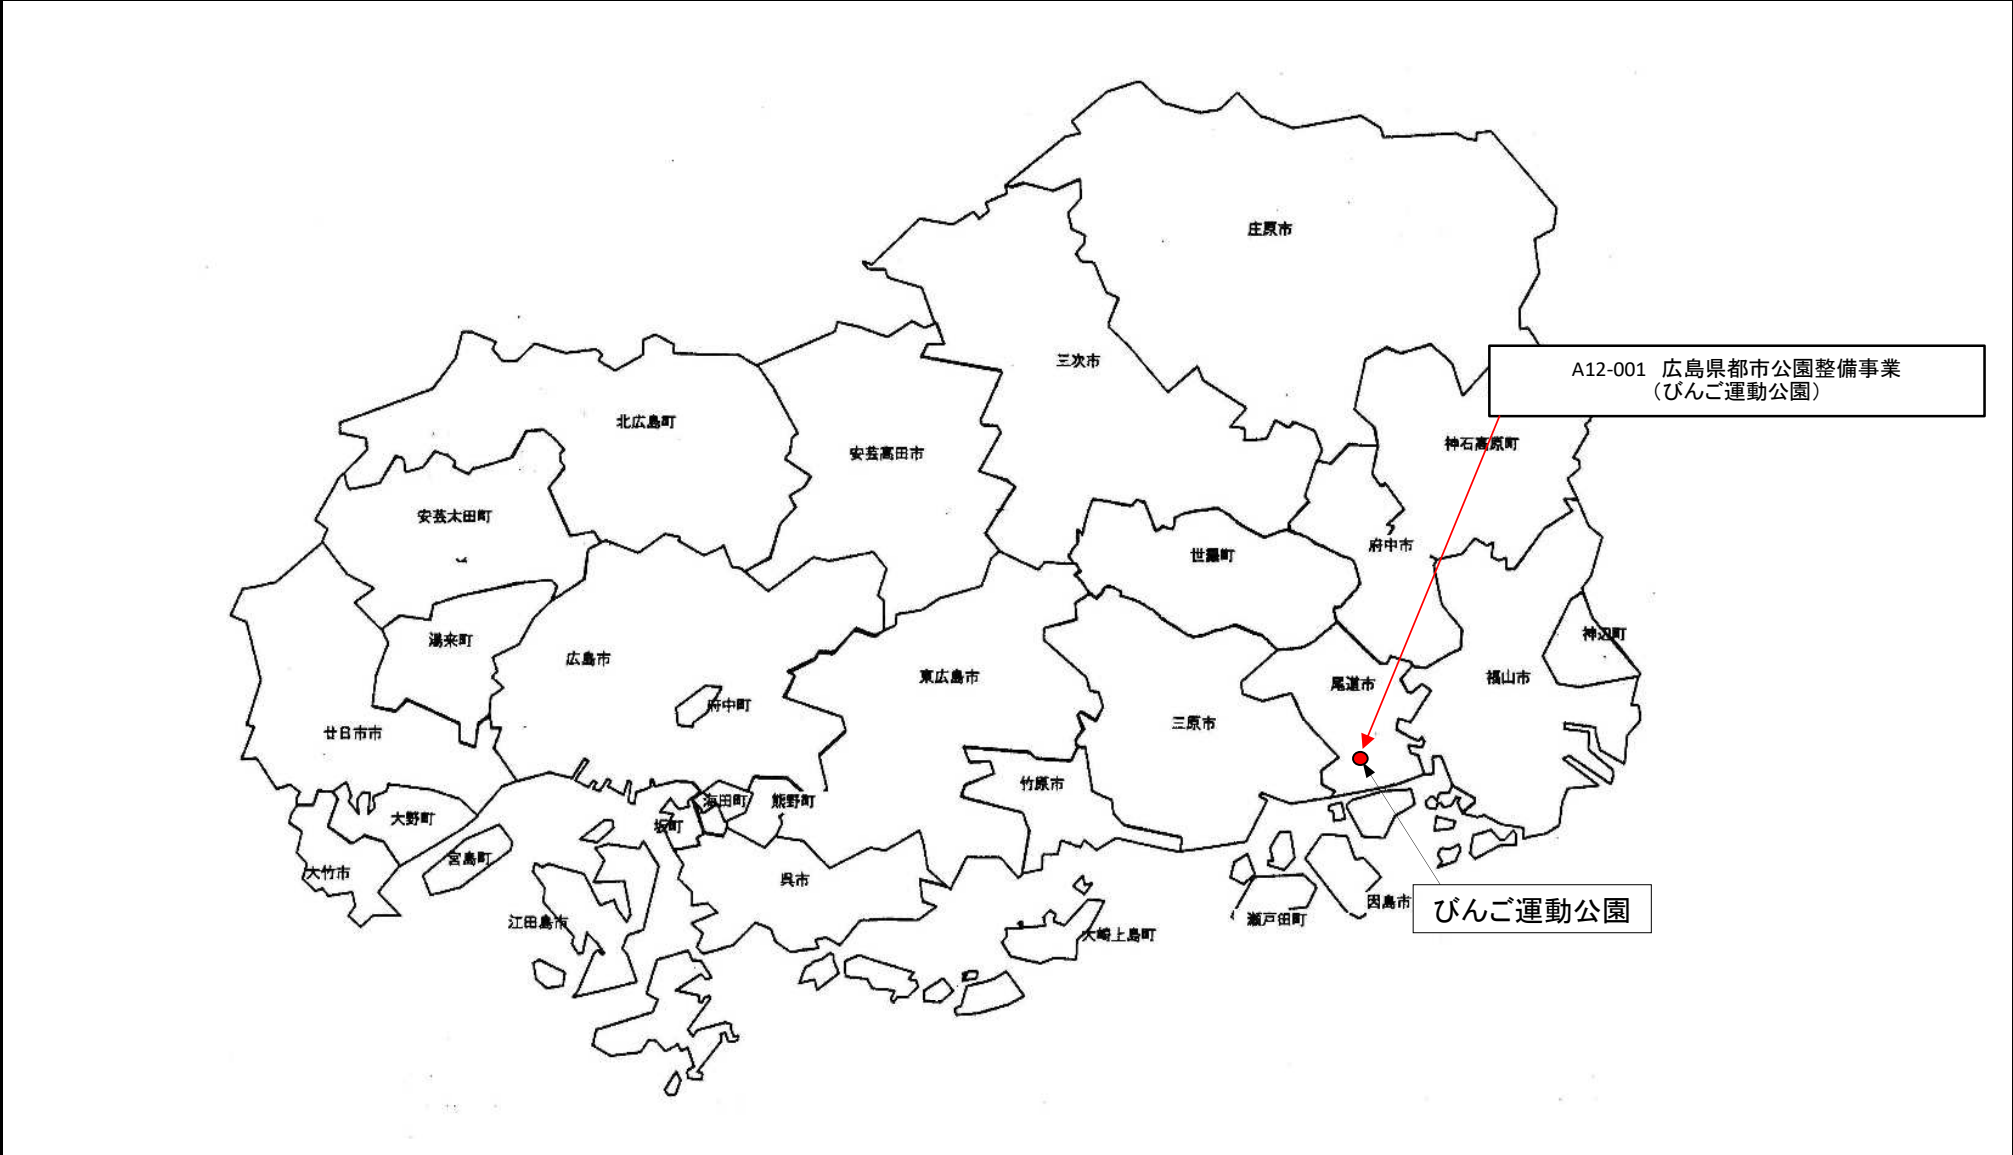 庄原市
三次市
A12-001 広島県都市公園整備事業
（びんご運動公園）
北広島町
神石高原町
安芸高田市
安芸太田町
府中市
世羅町
神辺町
湯来町
広島市
東広島市
福山市
尾道市
府中町
三原市
廿日市市
竹原市
海田町
熊野町
大野町
坂町
宮島町
大竹市
呉市
因島市
びんご運動公園
瀬戸田町
江田島市
大崎上島町